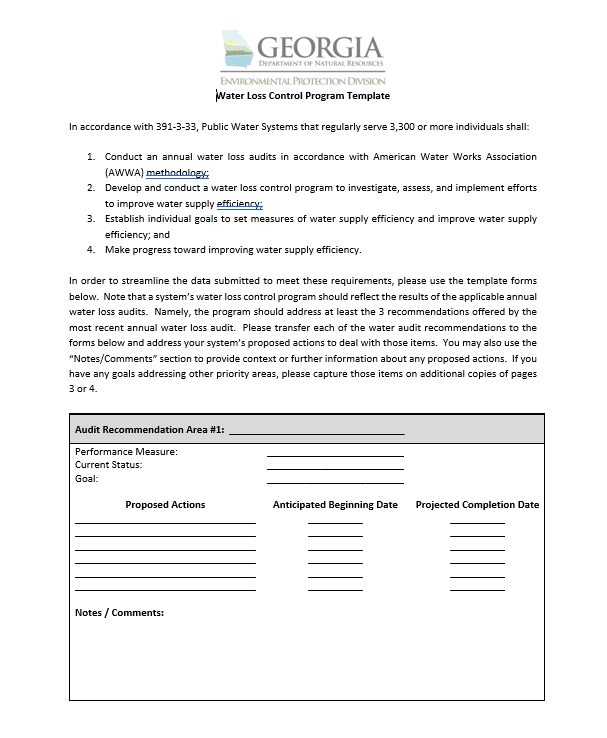 GEORGIA
DEPARTMENT OF NATURAL RESOURCES
ENVIRONMENTAL PROTECTION DIVISION
Water Loss Control Program Template
In accordance with 391-3-33, Public Water Systems that regularly serve 3,300 or more individuals shall:
1. Conduct an annual water loss audits in accordance with American Water Works Association
(AWWA) methodology;
2. Develop and conduct a water loss control program to investigate, assess, and implement efforts
to improve water supply efficiency;
3. Establish individual goals to set measures of water supply efficiency and improve water supply
efficiency; and
4. Make progress toward improving water supply efficiency.
In order to streamline the data submitted to meet these requirements, please use the template forms
below. Note that a system's water loss control program should reflect the results of the applicable annual
water loss audits. Namely, the program should address at least the 3 recommendations offered by the
most recent annual water loss audit. Please transfer each of the water audit recommendations to the
forms below and address your system's proposed actions to deal with those items. You may also use the
"Notes/Comments" section to provide context or further information about any proposed actions. If you
have any goals addressing other priority areas, please capture those items on additional copies of pages
3 or 4.
Audit Recommendation Area #1:
Performance Measure:
Current Status:
Goal:
Proposed Actions Anticipated Beginning Date Projected Completion Date
Notes / Comments: